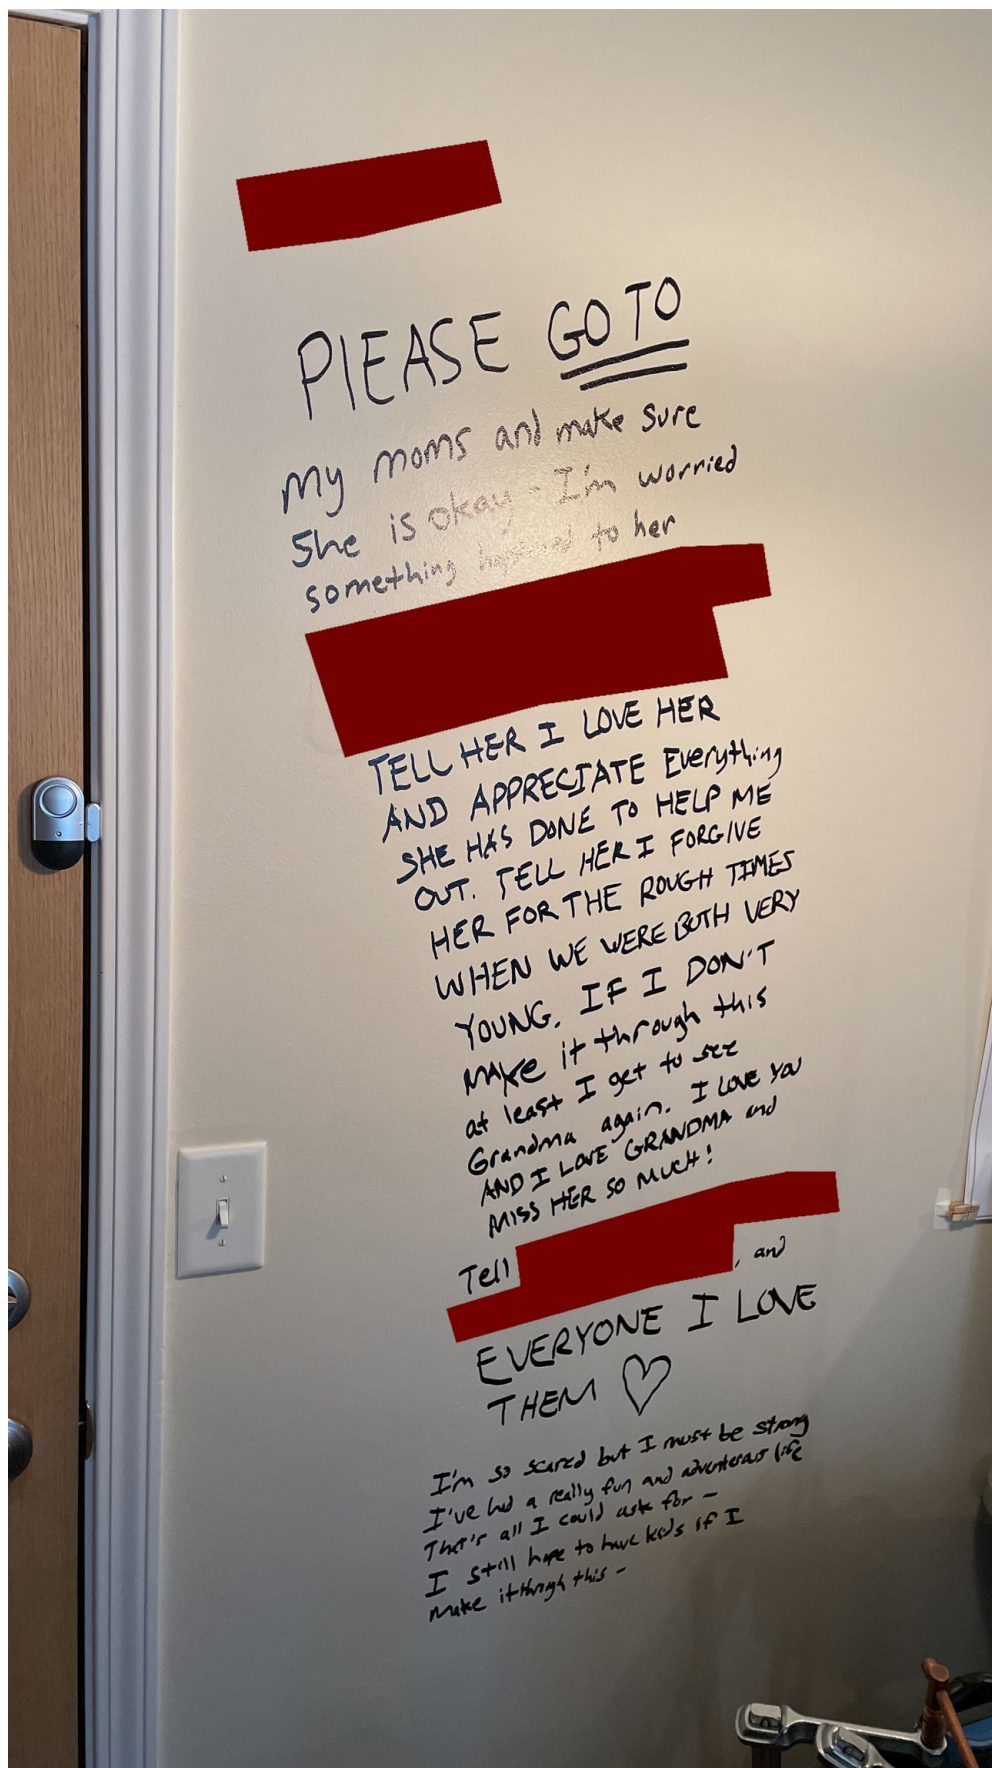 PlEASE GO TO
My moms and make sure
She is okay - I'm worried
something happened to her
TELL HER I LOVE HER
AND APPRECIATE Everything
SHE HAS DONE TO HELP ME
OUT. TELL HER I FORGIVE
HER FOR THE ROUGH TIMES
WHEN WE WERE BOTH VERY
YOUNG. IF I DON'T
MAKe it through this
at least I get to see
Grandma again. I LOVE YOU
AND I LOVE GRANDMA and
MISS HER SO MUCH!
Tell , and
EVERYONE I LOVE
THEM ♡
I'm so scared but I must be strong
I've had a really fun and adventerous life
That's all I could ask for -
I still hope to have kids if I
make it through this -